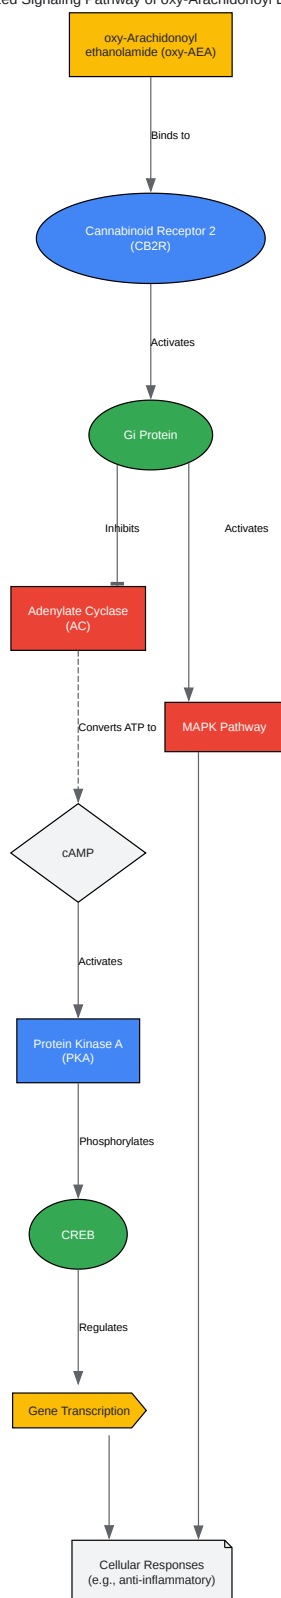 Signaling Pathway of oxy-Arachidonoyl
oxy-Arachidonoyl
ethanolamide (oxy-AEA)
Binds to
Cannabinoid Receptor 2
(CB2R)
Activates
Gi Protein
Inhibits
Activates
Adenylate Cyclase
(AC)
Converts ATP to
MAPK Pathway
cAMP
Activates
Protein Kinase A
(PKA)
Phosphorylates
CREB
Regulates
Gene Transcription
Cellular Responses
(e.g., anti-inflammatory)